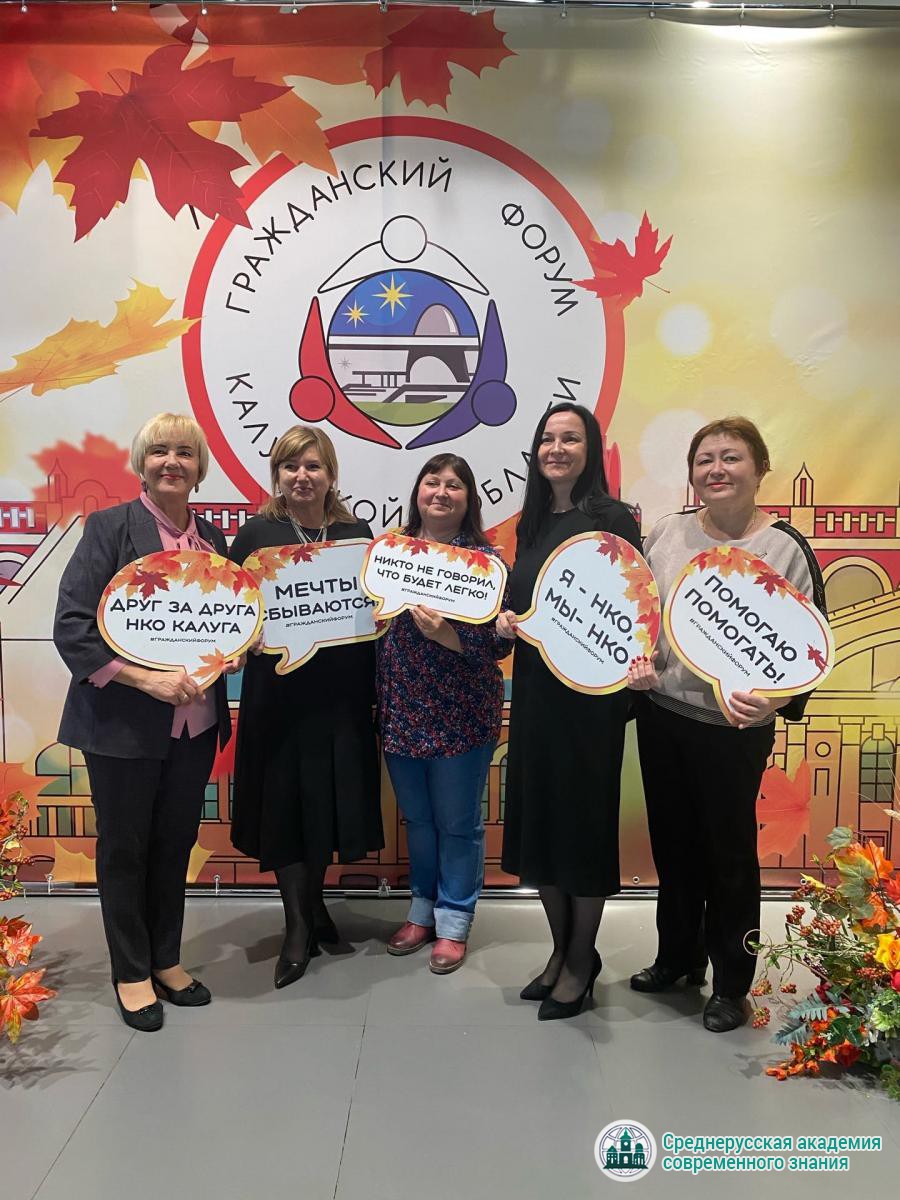 ГРАЖДАНСКИЙ ФОРУМ
ОЙ
ДРУГ ЗА ДРУГА
НКО КАЛУГА
#ГРАЖДАНСКИЙФОРУМ
МЕЧТЫ
СБЫВАЮТСЯ
#ГРАЖДАНСКИЙФОРУМ
НИКТО НЕ ГОВОРИЛ,
ЧТО БУДЕТ ЛЕГКО!
#ГРАЖДАНСКИЙФОРУМ
Я - НКО,
МЫ- НКО
#ГРАЖДАНСКИЙФОРУМ
ПОМОГАЮ
ПОМОГАТЬ!
#ГРАЖДАНСКИЙФОРУМ
Среднерусская академия
современного знания